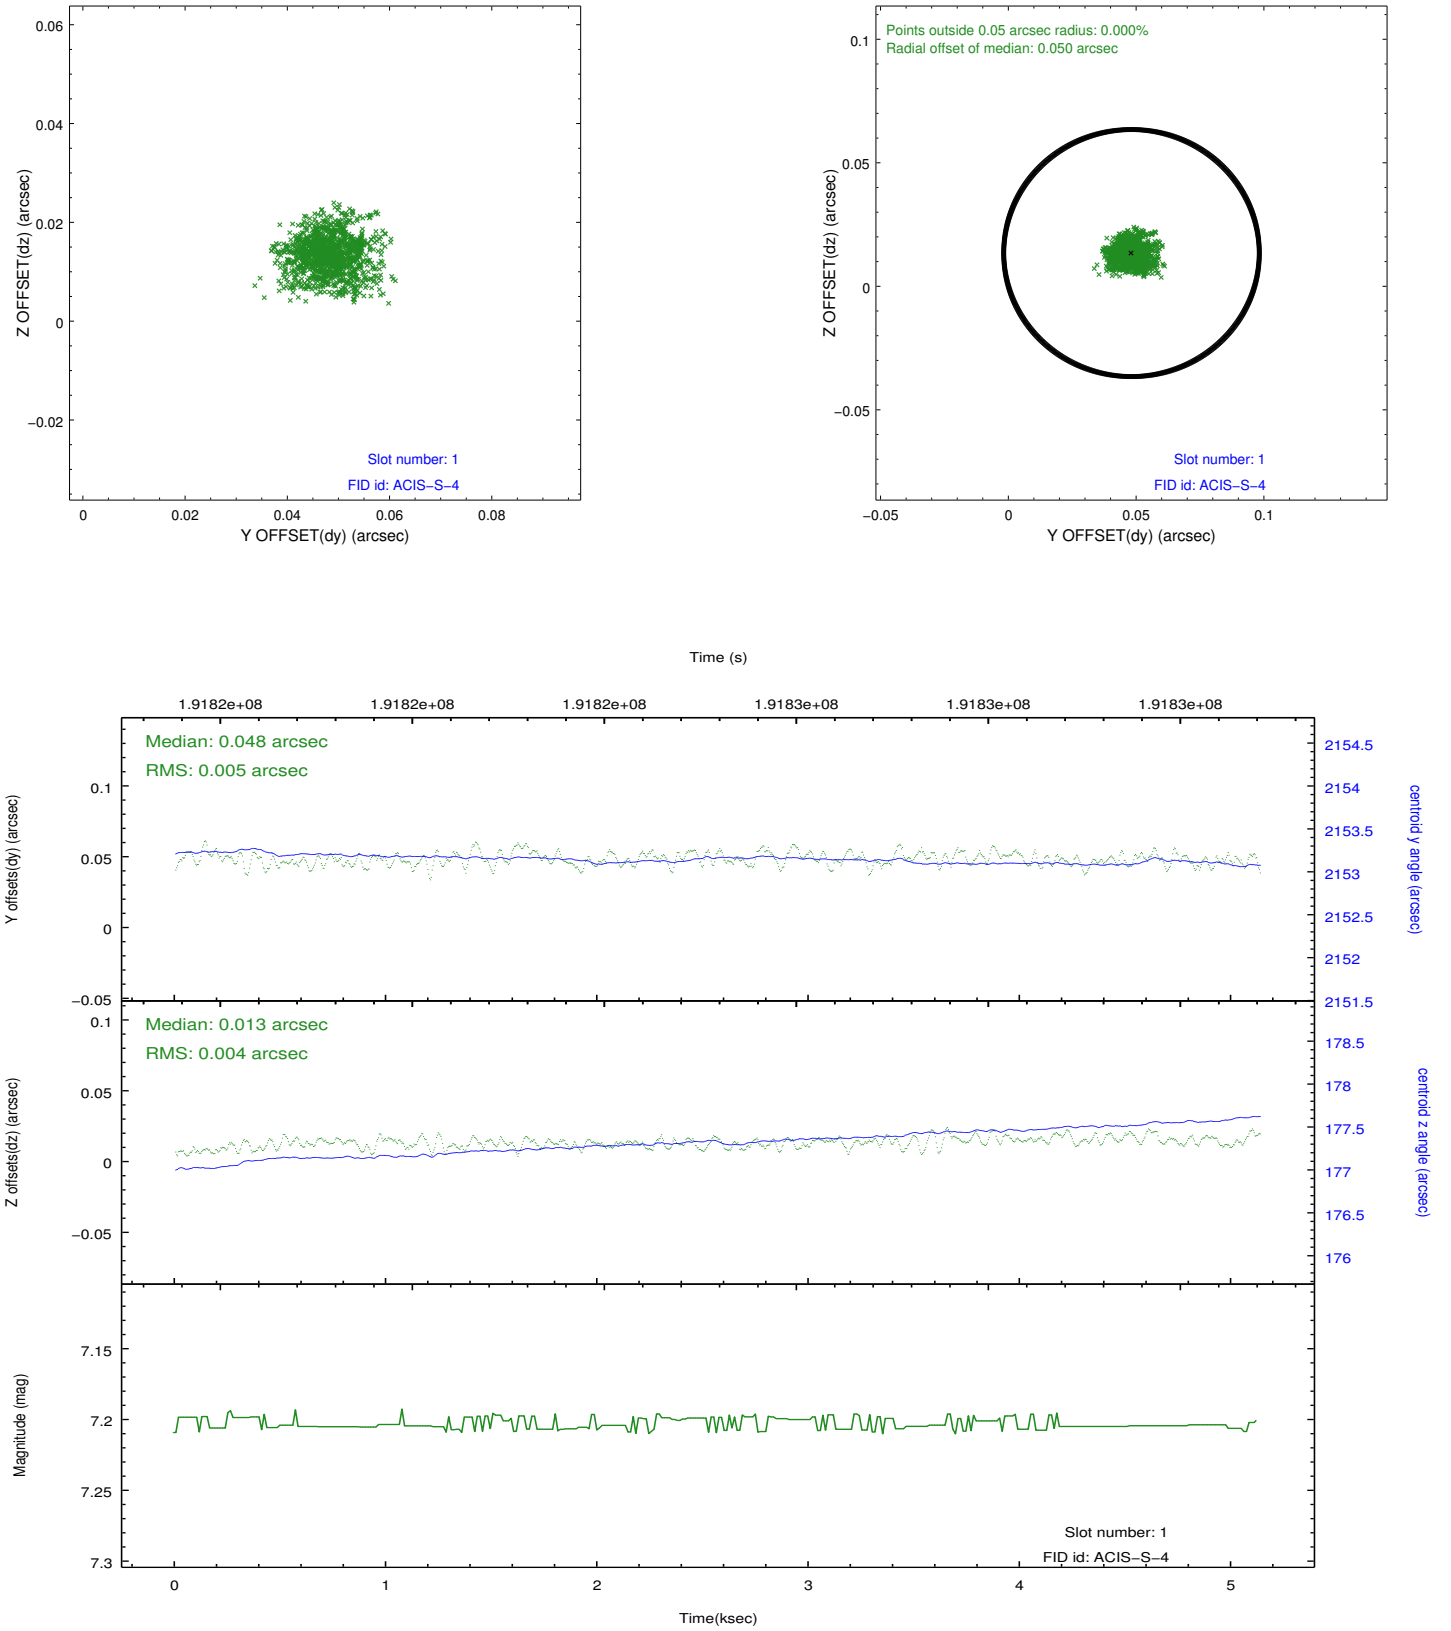 0.06
0.04
0.02
0
−0.02
Z OFFSET(dz) (arcsec)
Slot number: 1
FID id: ACIS−S−4
0
0.02
0.04
0.06
0.08
Y OFFSET(dy) (arcsec)
Points outside 0.05 arcsec radius: 0.000%
Radial offset of median: 0.050 arcsec
0.1
0.05
0
−0.05
Z OFFSET(dz) (arcsec)
Slot number: 1
FID id: ACIS−S−4
−0.05
0
0.05
0.1
Y OFFSET(dy) (arcsec)
Time (s)
1.9182e+08
1.9182e+08
1.9182e+08
1.9183e+08
1.9183e+08
1.9183e+08
Median: 0.048 arcsec
RMS: 0.005 arcsec
0.1
0.05
0
−0.05
Y offsets(dy) (arcsec)
2154.5
2154
2153.5
2153
2152.5
2152
2151.5
centroid y angle (arcsec)
Median: 0.013 arcsec
RMS: 0.004 arcsec
0.1
0.05
0
−0.05
Z offsets(dz) (arcsec)
178.5
178
177.5
177
176.5
176
centroid z angle (arcsec)
7.15
7.2
7.25
7.3
Magnitude (mag)
Slot number: 1
FID id: ACIS−S−4
0
1
2
3
4
5
Time(ksec)